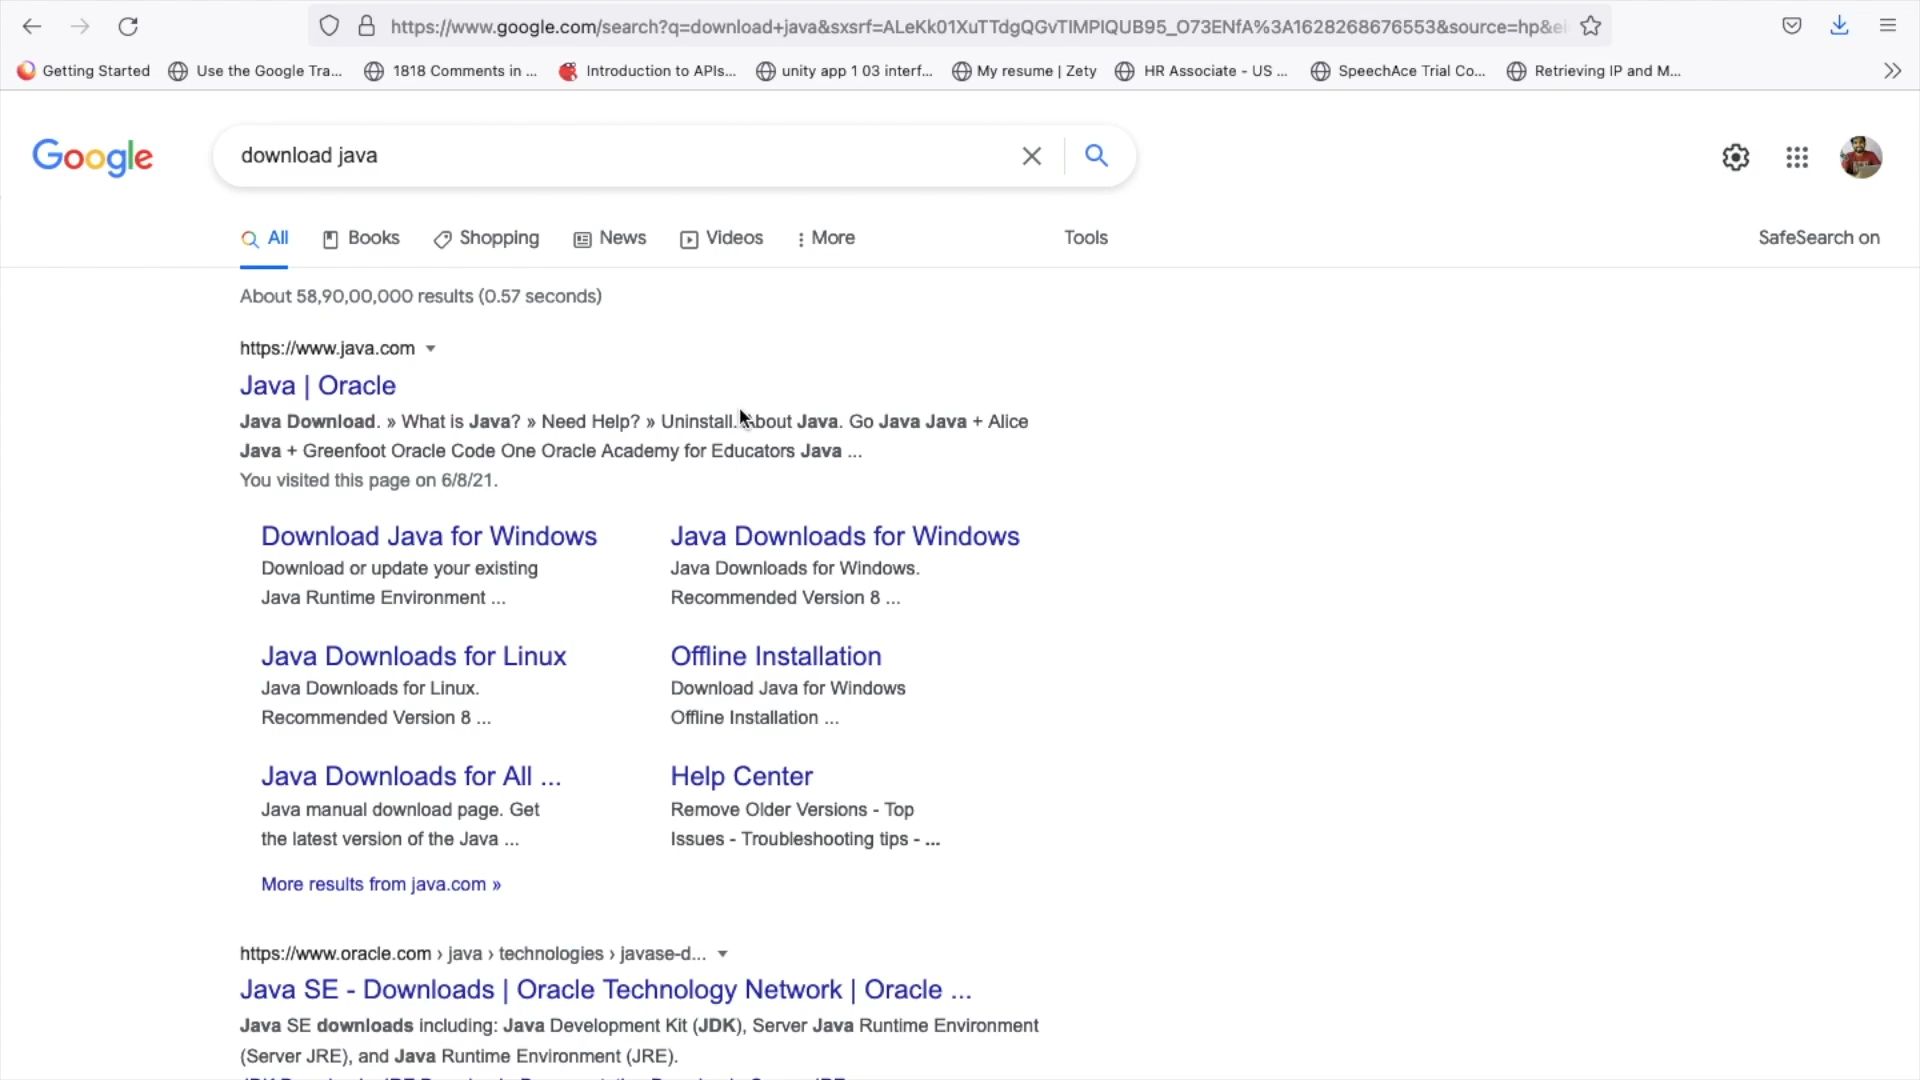 https://www.google.com/search?q=download+java&sxsrf=ALeKk01XuTTdgQGvTIMPIQUB95_O73ENfA%3A1628268676553&source=hp&ei
Getting Started Use the Google Tra... 1818 Comments in ... Introduction to APIs... unity app 1 03 interf... My resume | Zety HR Associate - US ... SpeechAce Trial Co... Retrieving IP and M...
Google download java
All Books Shopping News Videos More Tools SafeSearch on
About 58,90,00,000 results (0.57 seconds)
https://www.java.com
Java | Oracle
Java Download. » What is Java? » Need Help? » Uninstall. About Java. Go Java Java + Alice
Java + Greenfoot Oracle Code One Oracle Academy for Educators Java ...
You visited this page on 6/8/21.
Download Java for Windows
Download or update your existing
Java Runtime Environment ...
Java Downloads for Windows
Java Downloads for Windows.
Recommended Version 8 ...
Java Downloads for Linux
Java Downloads for Linux.
Recommended Version 8 ...
Offline Installation
Download Java for Windows
Offline Installation ...
Java Downloads for All ...
Java manual download page. Get
the latest version of the Java ...
Help Center
Remove Older Versions - Top
Issues - Troubleshooting tips - ...
More results from java.com »
https://www.oracle.com › java › technologies › javase-d...
Java SE - Downloads | Oracle Technology Network | Oracle ...
Java SE downloads including: Java Development Kit (JDK), Server Java Runtime Environment
(Server JRE), and Java Runtime Environment (JRE).